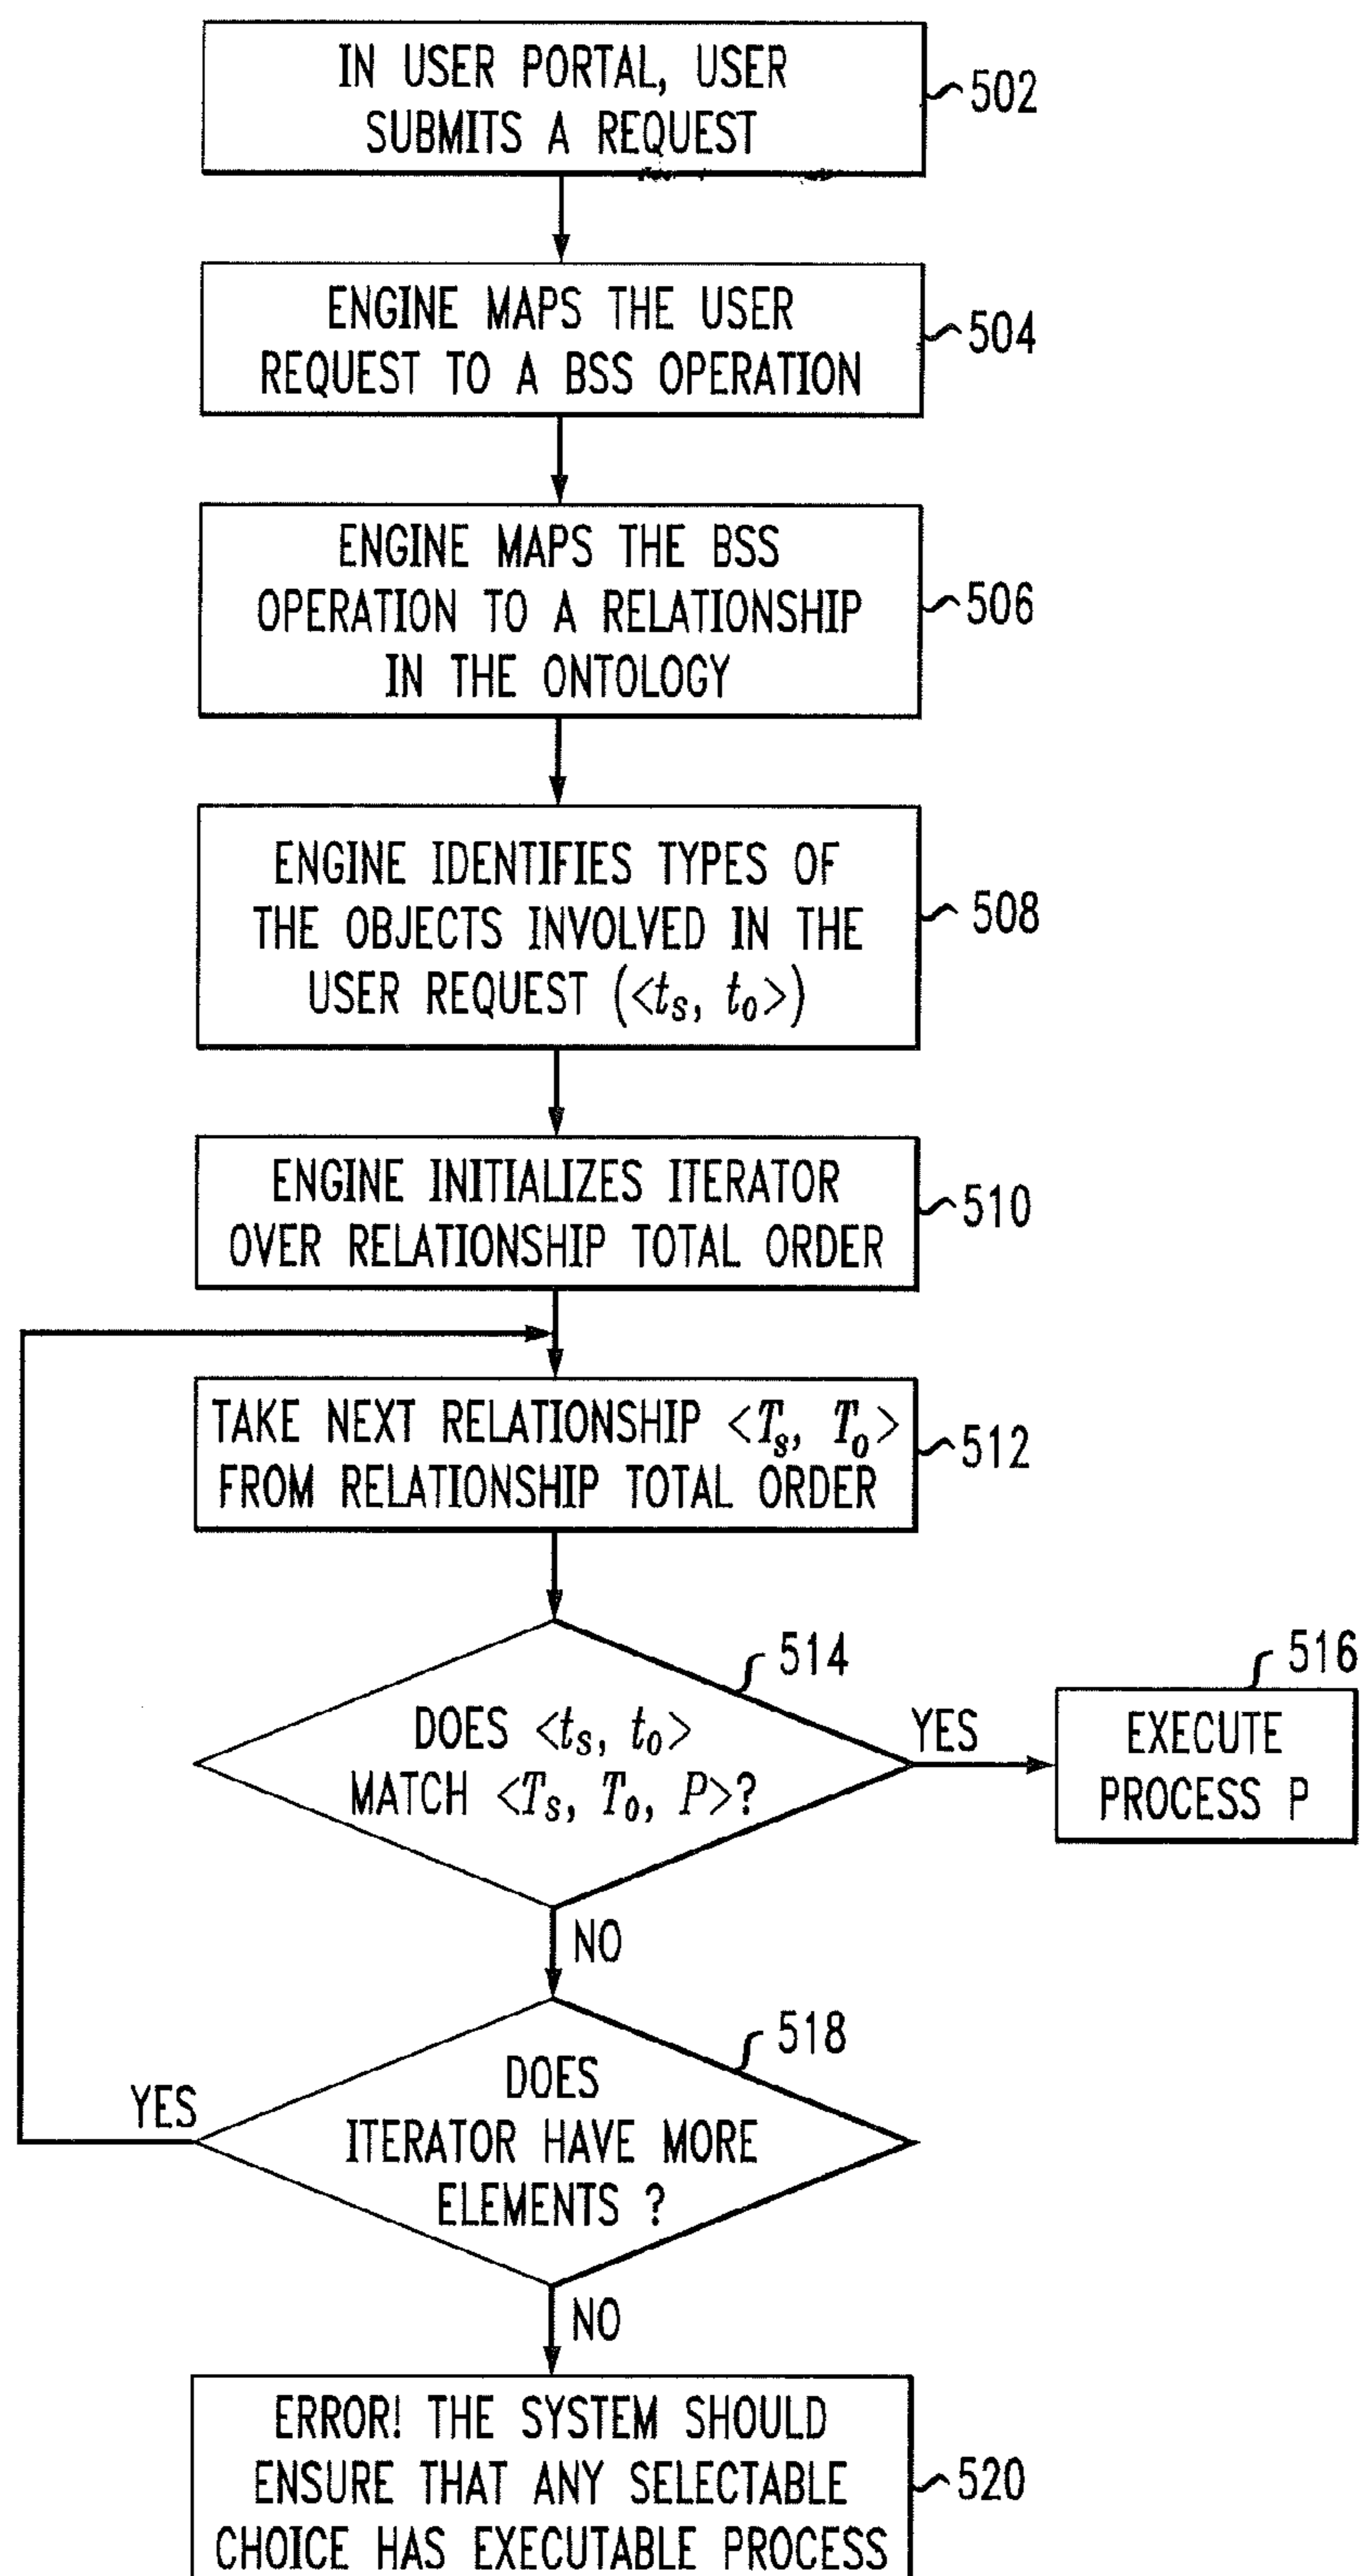 IN USER PORTAL, USER
SUBMITS A REQUEST
502
ENGINE MAPS THE USER
REQUEST TO A BSS OPERATION
504
ENGINE MAPS THE BSS
OPERATION TO A RELATIONSHIP
IN THE ONTOLOGY
506
ENGINE IDENTIFIES TYPES OF
THE OBJECTS INVOLVED IN THE
USER REQUEST (<ts, to>)
508
ENGINE INITIALIZES ITERATOR
OVER RELATIONSHIP TOTAL ORDER
510
TAKE NEXT RELATIONSHIP <Ts, To>
FROM RELATIONSHIP TOTAL ORDER
512
514
DOES <ts, to>
MATCH <Ts, To, P>?
YES
516
EXECUTE
PROCESS P
NO
518
DOES
ITERATOR HAVE MORE
ELEMENTS ?
YES
NO
ERROR! THE SYSTEM SHOULD
ENSURE THAT ANY SELECTABLE
CHOICE HAS EXECUTABLE PROCESS
520